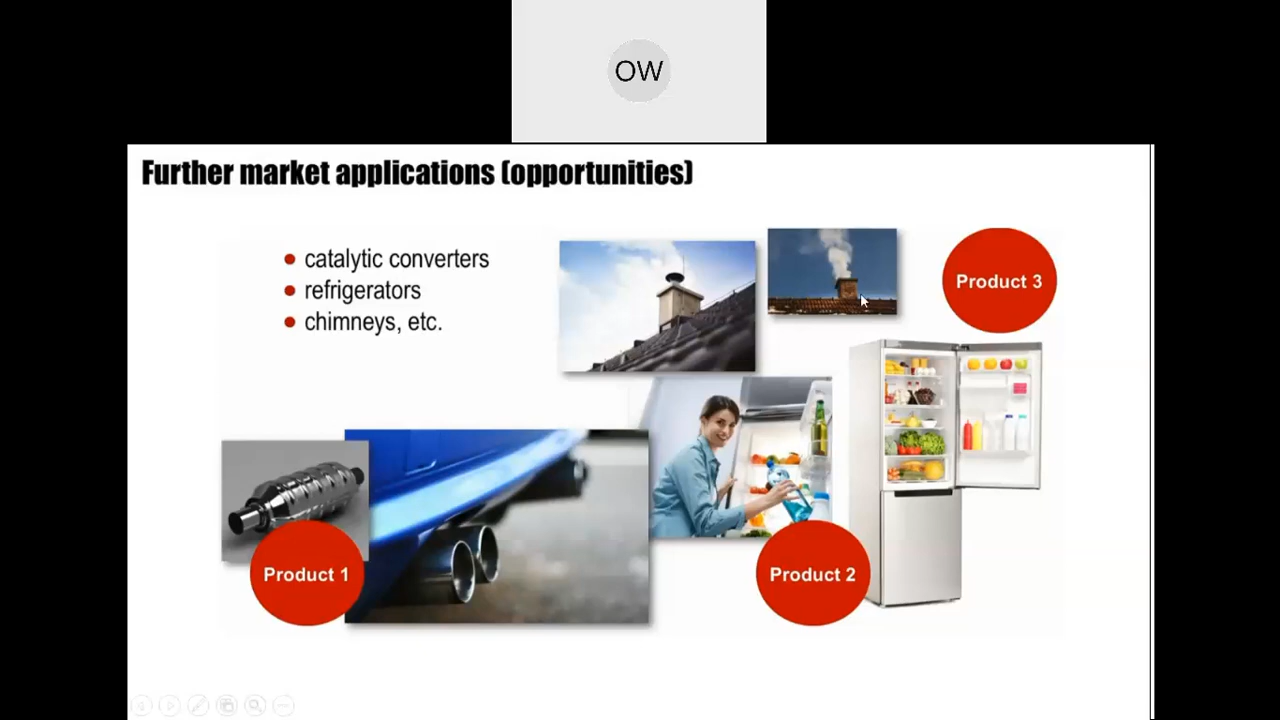 OW
Further market applications (opportunities)
catalytic converters
refrigerators
chimneys, etc.
Product 3
Product 1
Product 2